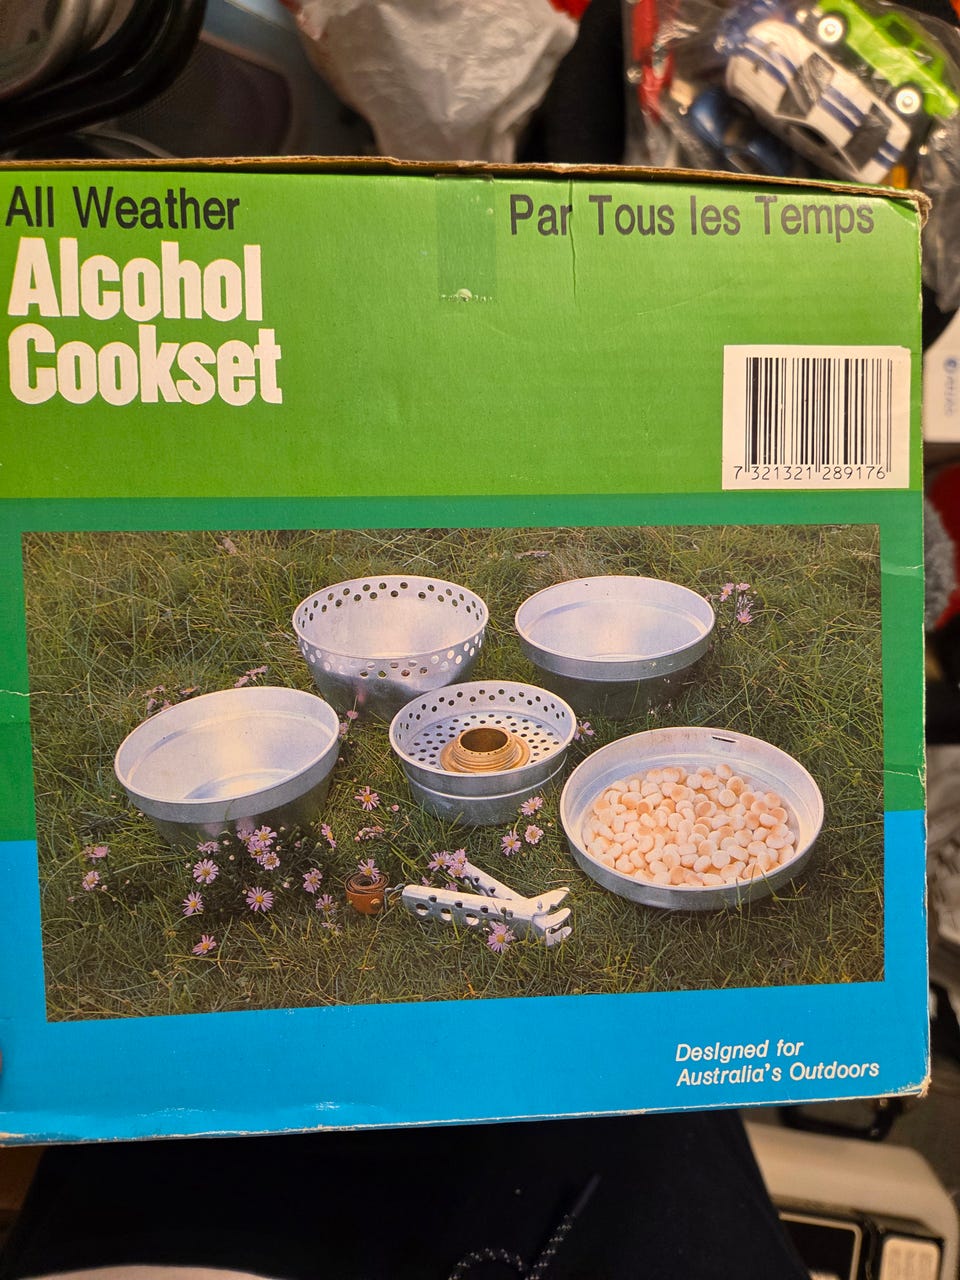 All Weather
Alcohol
Cookset
Par Tous les Temps
7 321321 289176
Designed for
Australia's Outdoors